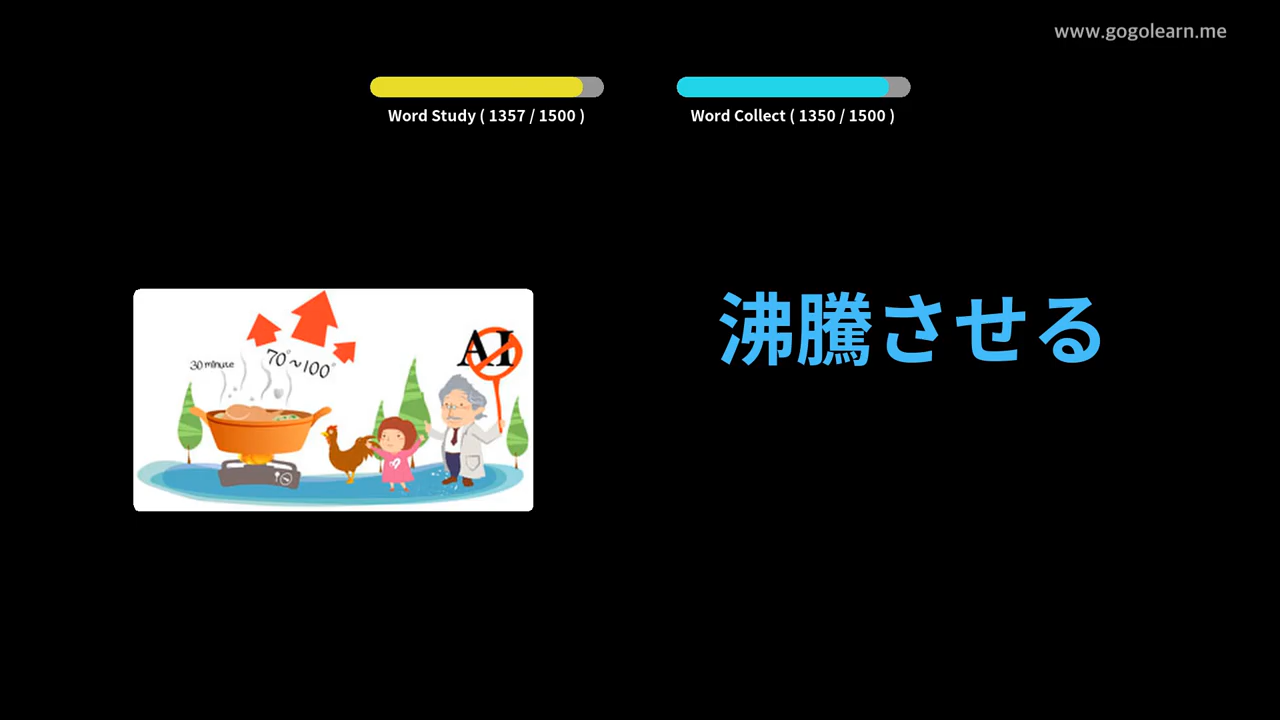 www.gogolearn.me
Word Study ( 1357 / 1500 )
Word Collect ( 1350 / 1500 )
沸騰させる
30 minute
70°~100°
AI